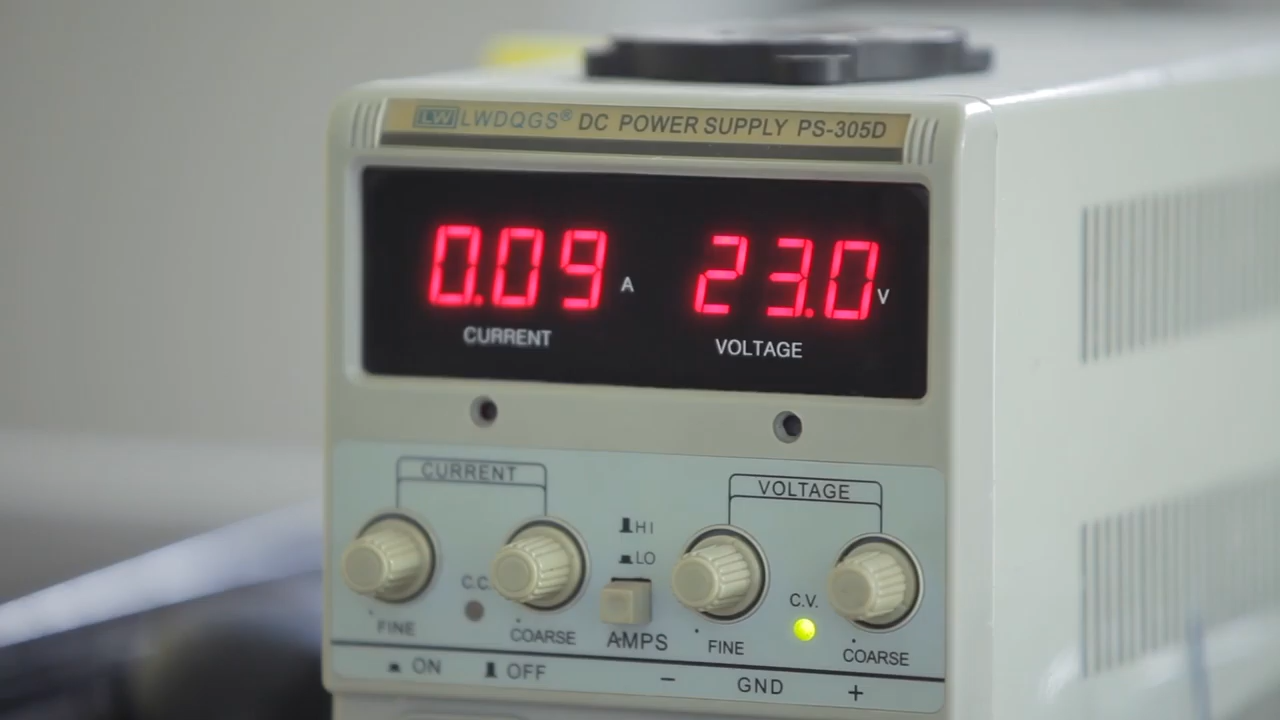 LW LWDQGS® DC POWER SUPPLY PS-305D
0.09 A 23.0 V
CURRENT VOLTAGE
CURRENT VOLTAGE
HI
LO
C.C. C.V.
FINE COARSE AMPS FINE COARSE
ON OFF - GND +